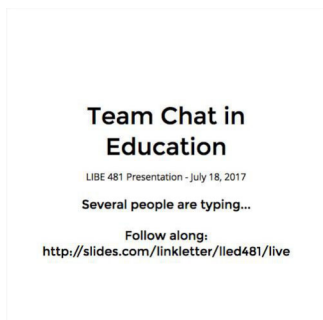 Team Chat in
Education
LIBE 481 Presentation - July 18, 2017
Several people are typing...
Follow along:
http://slides.com/linkletter/lled481/live